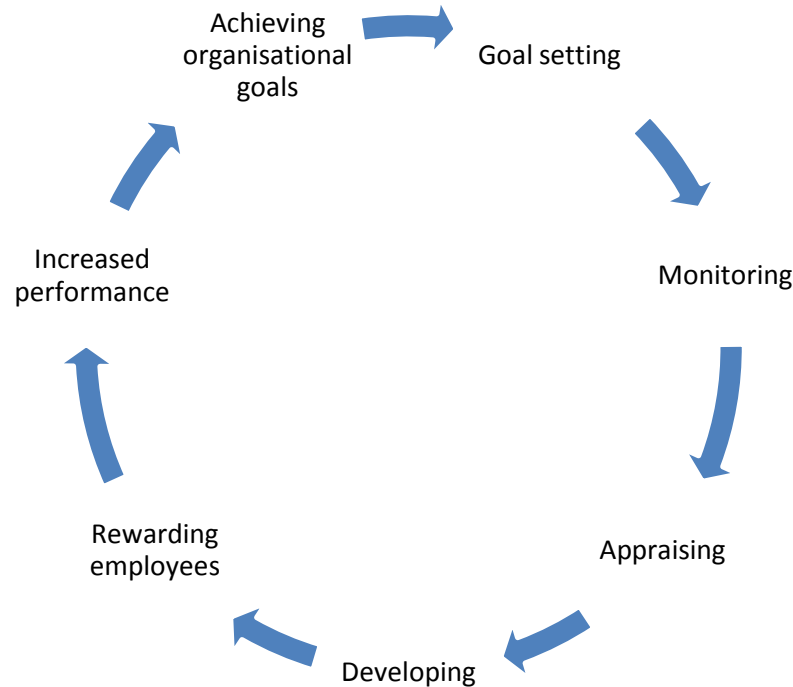 Achieving
organisational
goals
Goal setting
Monitoring
Appraising
Developing
Rewarding
employees
Increased
performance